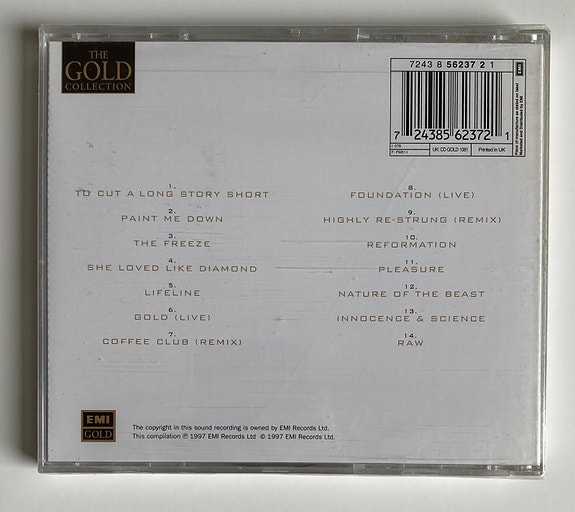 THE
GOLD
COLLECTION
7243 8 56237 2 1
EMI
7 24385 62372 1
UK: CD GOLD 1081
Printed in UK
1.
TO CUT A LONG STORY SHORT
2.
PAINT ME DOWN
3.
THE FREEZE
4.
SHE LOVED LIKE DIAMOND
5.
LIFELINE
6.
GOLD (LIVE)
7.
COFFEE CLUB (REMIX)
8.
FOUNDATION (LIVE)
9.
HIGHLY RE-STRUNG (REMIX)
10.
REFORMATION
11.
PLEASURE
12.
NATURE OF THE BEAST
13.
INNOCENCE & SCIENCE
14.
RAW
EMI
GOLD
The copyright in this sound recording is owned by EMI Records Ltd.
This compilation ℗ 1997 EMI Records Ltd © 1997 EMI Records Ltd.